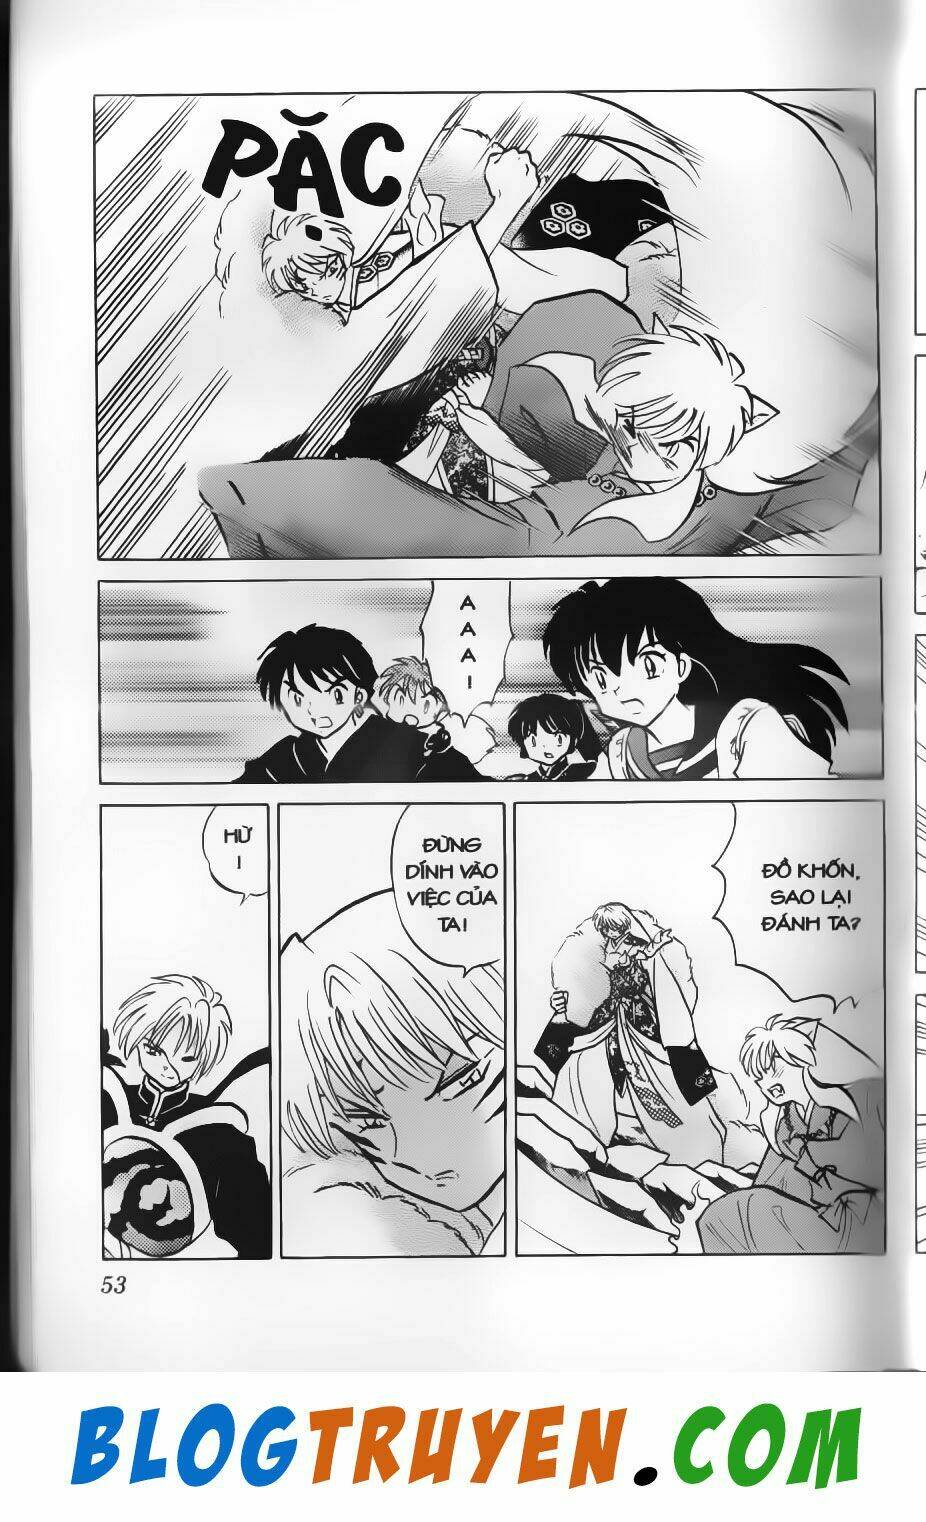 PẶC
A
A
A
!
ĐỒ KHỐN,
SAO LẠI
ĐÁNH TA?
ĐỪNG
DÍNH VÀO
VIỆC CỦA
TA!
HỪ
!
53
BLOGTRUYEN.COM